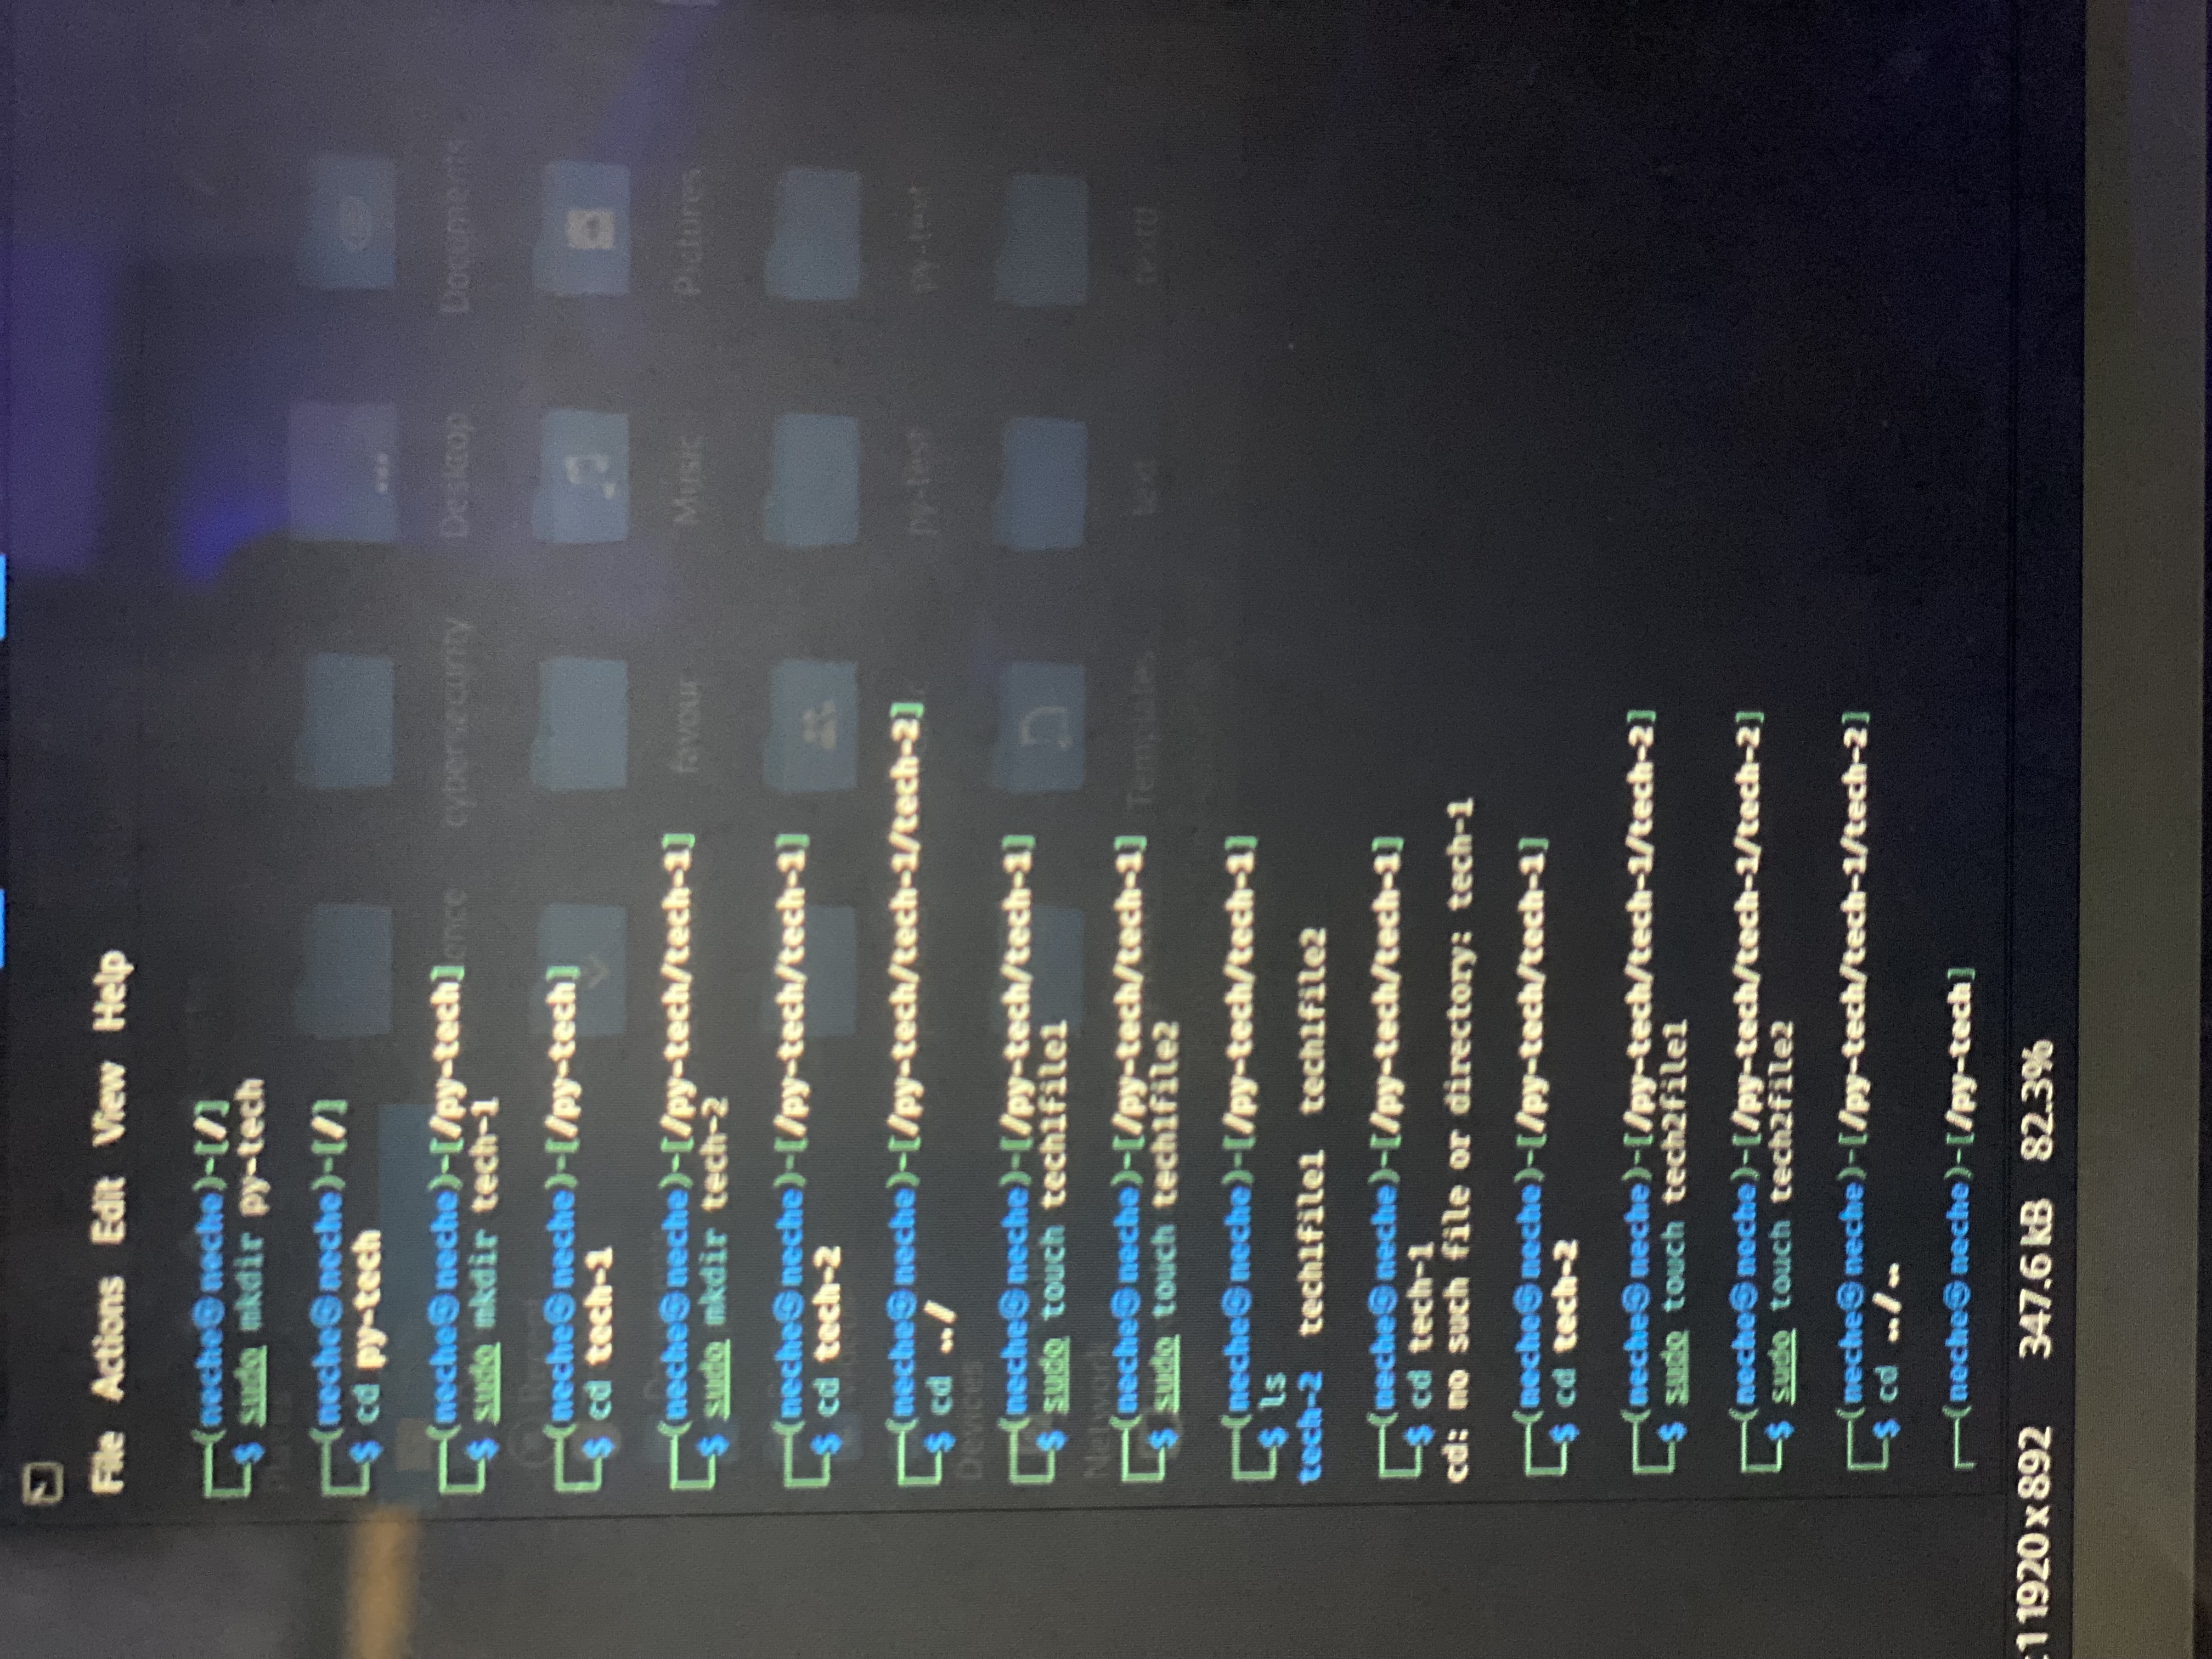 File Actions Edit View Help
┌──(neche㉿neche)-[/]
└─$ sudo mkdir py-tech
┌──(neche㉿neche)-[/]
└─$ cd py-tech
┌──(neche㉿neche)-[/py-tech]
└─$ sudo mkdir tech-1
┌──(neche㉿neche)-[/py-tech]
└─$ cd tech-1
┌──(neche㉿neche)-[/py-tech/tech-1]
└─$ sudo mkdir tech-2
┌──(neche㉿neche)-[/py-tech/tech-1]
└─$ cd tech-2
┌──(neche㉿neche)-[/py-tech/tech-1/tech-2]
└─$ cd ../
┌──(neche㉿neche)-[/py-tech/tech-1]
└─$ sudo touch tech1file1
┌──(neche㉿neche)-[/py-tech/tech-1]
└─$ sudo touch tech1file2
┌──(neche㉿neche)-[/py-tech/tech-1]
└─$ ls
tech-2 tech1file1 tech1file2
┌──(neche㉿neche)-[/py-tech/tech-1]
└─$ cd tech-1
cd: no such file or directory: tech-1
┌──(neche㉿neche)-[/py-tech/tech-1]
└─$ cd tech-2
┌──(neche㉿neche)-[/py-tech/tech-1/tech-2]
└─$ sudo touch tech2file1
┌──(neche㉿neche)-[/py-tech/tech-1/tech-2]
└─$ sudo touch tech2file2
┌──(neche㉿neche)-[/py-tech/tech-1/tech-2]
└─$ cd ../..
┌──(neche㉿neche)-[/py-tech]
1920x892 347.6 kB 82.3%
cybersecurity Desktop Documents
Recent
favour Music Pictures
py-test py-text
Devices
Network
Templates text